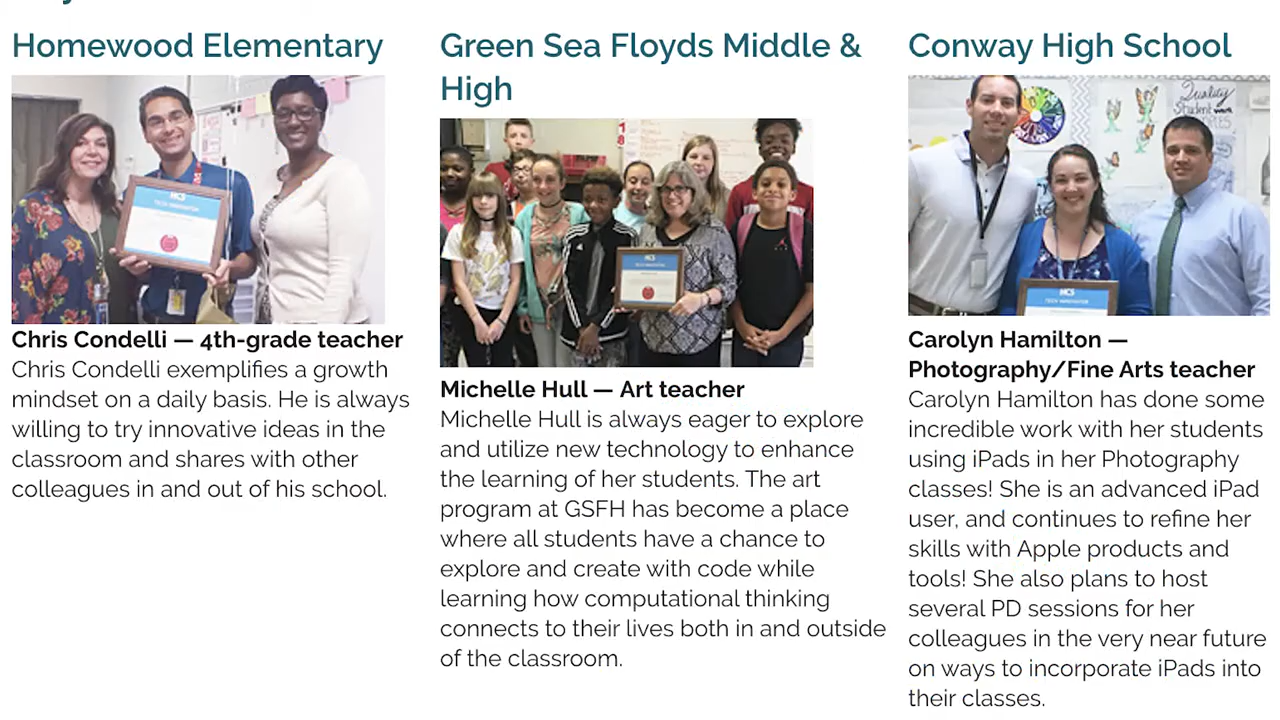 Homewood Elementary
Chris Condelli — 4th-grade teacher
Chris Condelli exemplifies a growth
mindset on a daily basis. He is always
willing to try innovative ideas in the
classroom and shares with other
colleagues in and out of his school.
Green Sea Floyds Middle &
High
Michelle Hull — Art teacher
Michelle Hull is always eager to explore
and utilize new technology to enhance
the learning of her students. The art
program at GSFH has become a place
where all students have a chance to
explore and create with code while
learning how computational thinking
connects to their lives both in and outside
of the classroom.
Conway High School
Quality
Student
HCS
TECH INNOVATOR
Carolyn Hamilton —
Photography/Fine Arts teacher
Carolyn Hamilton has done some
incredible work with her students
using iPads in her Photography
classes! She is an advanced iPad
user, and continues to refine her
skills with Apple products and
tools! She also plans to host
several PD sessions for her
colleagues in the very near future
on ways to incorporate iPads into
their classes.